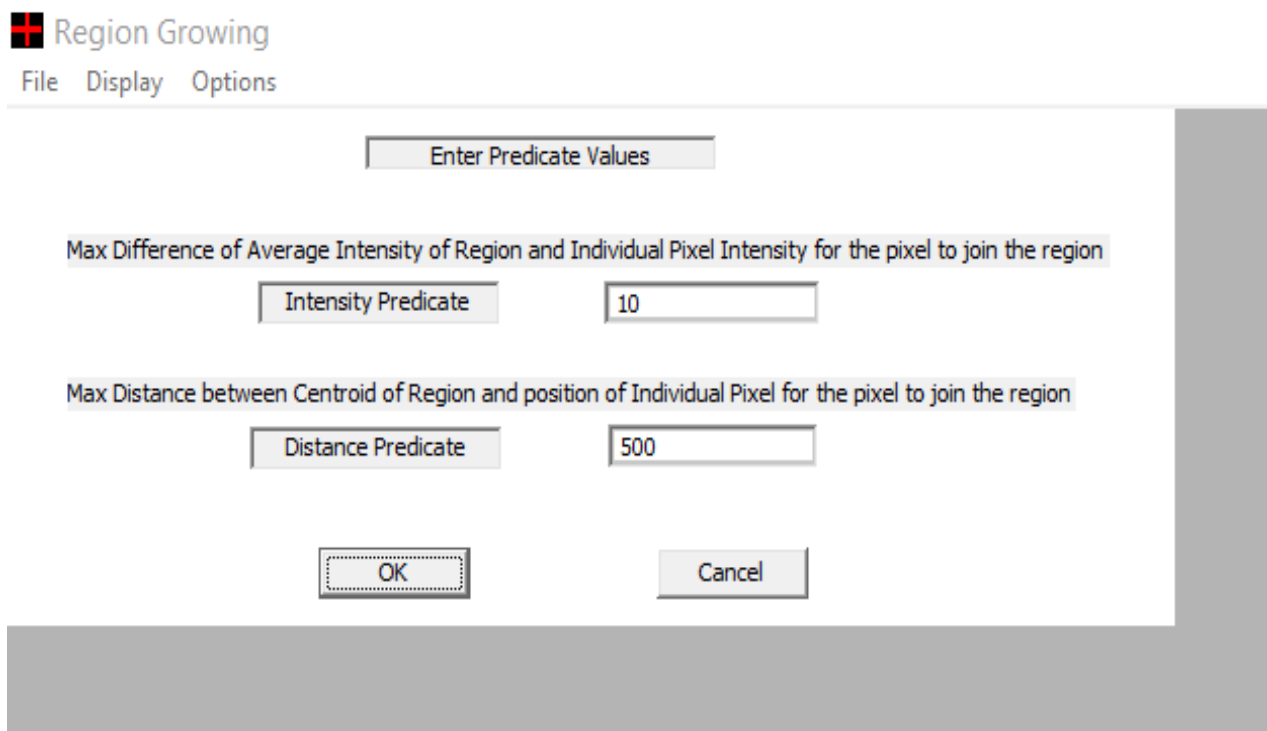 Region Growing
File Display Options
Enter Predicate Values
Max Difference of Average Intensity of Region and Individual Pixel Intensity for the pixel to join the region
Intensity Predicate 10
Max Distance between Centroid of Region and position of Individual Pixel for the pixel to join the region
Distance Predicate 500
OK Cancel